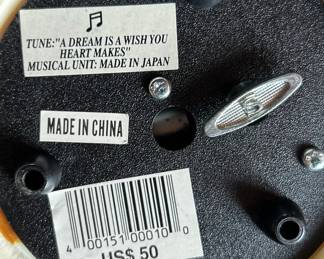 TUNE:"A DREAM IS A WISH YOU
HEART MAKES"
MUSICAL UNIT: MADE IN JAPAN
S
MADE IN CHINA
4 00151 00010 0
US$ 50